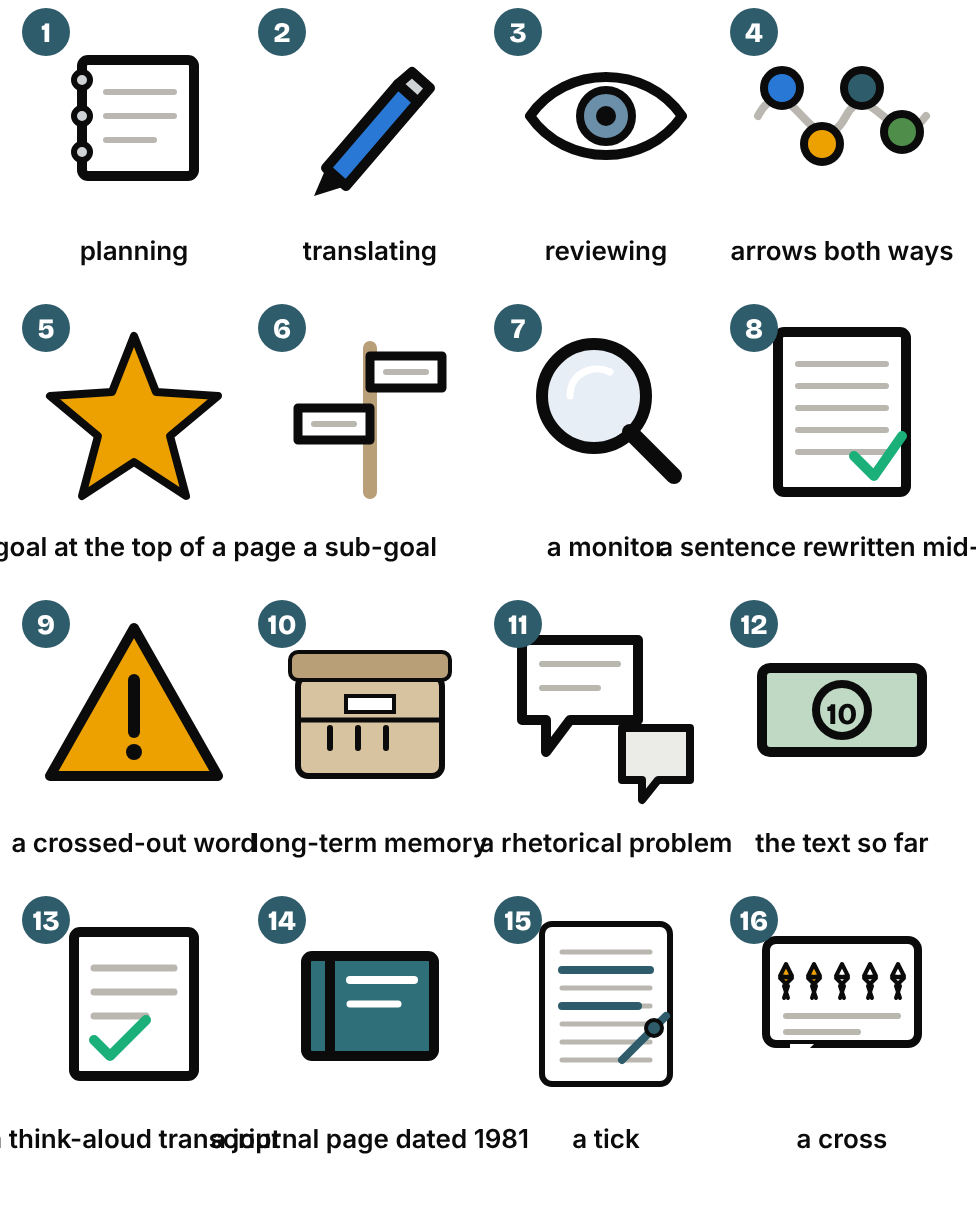 1
2
3
4
planning
translating
reviewing
arrows both ways
5
6
7
8
goal at the top of a page
a sub-goal
a monitor
a sentence rewritten mid-
9
10
11
12
10
a crossed-out word
long-term memory
a rhetorical problem
the text so far
13
14
15
16
a think-aloud transcript
a journal page dated 1981
a tick
a cross